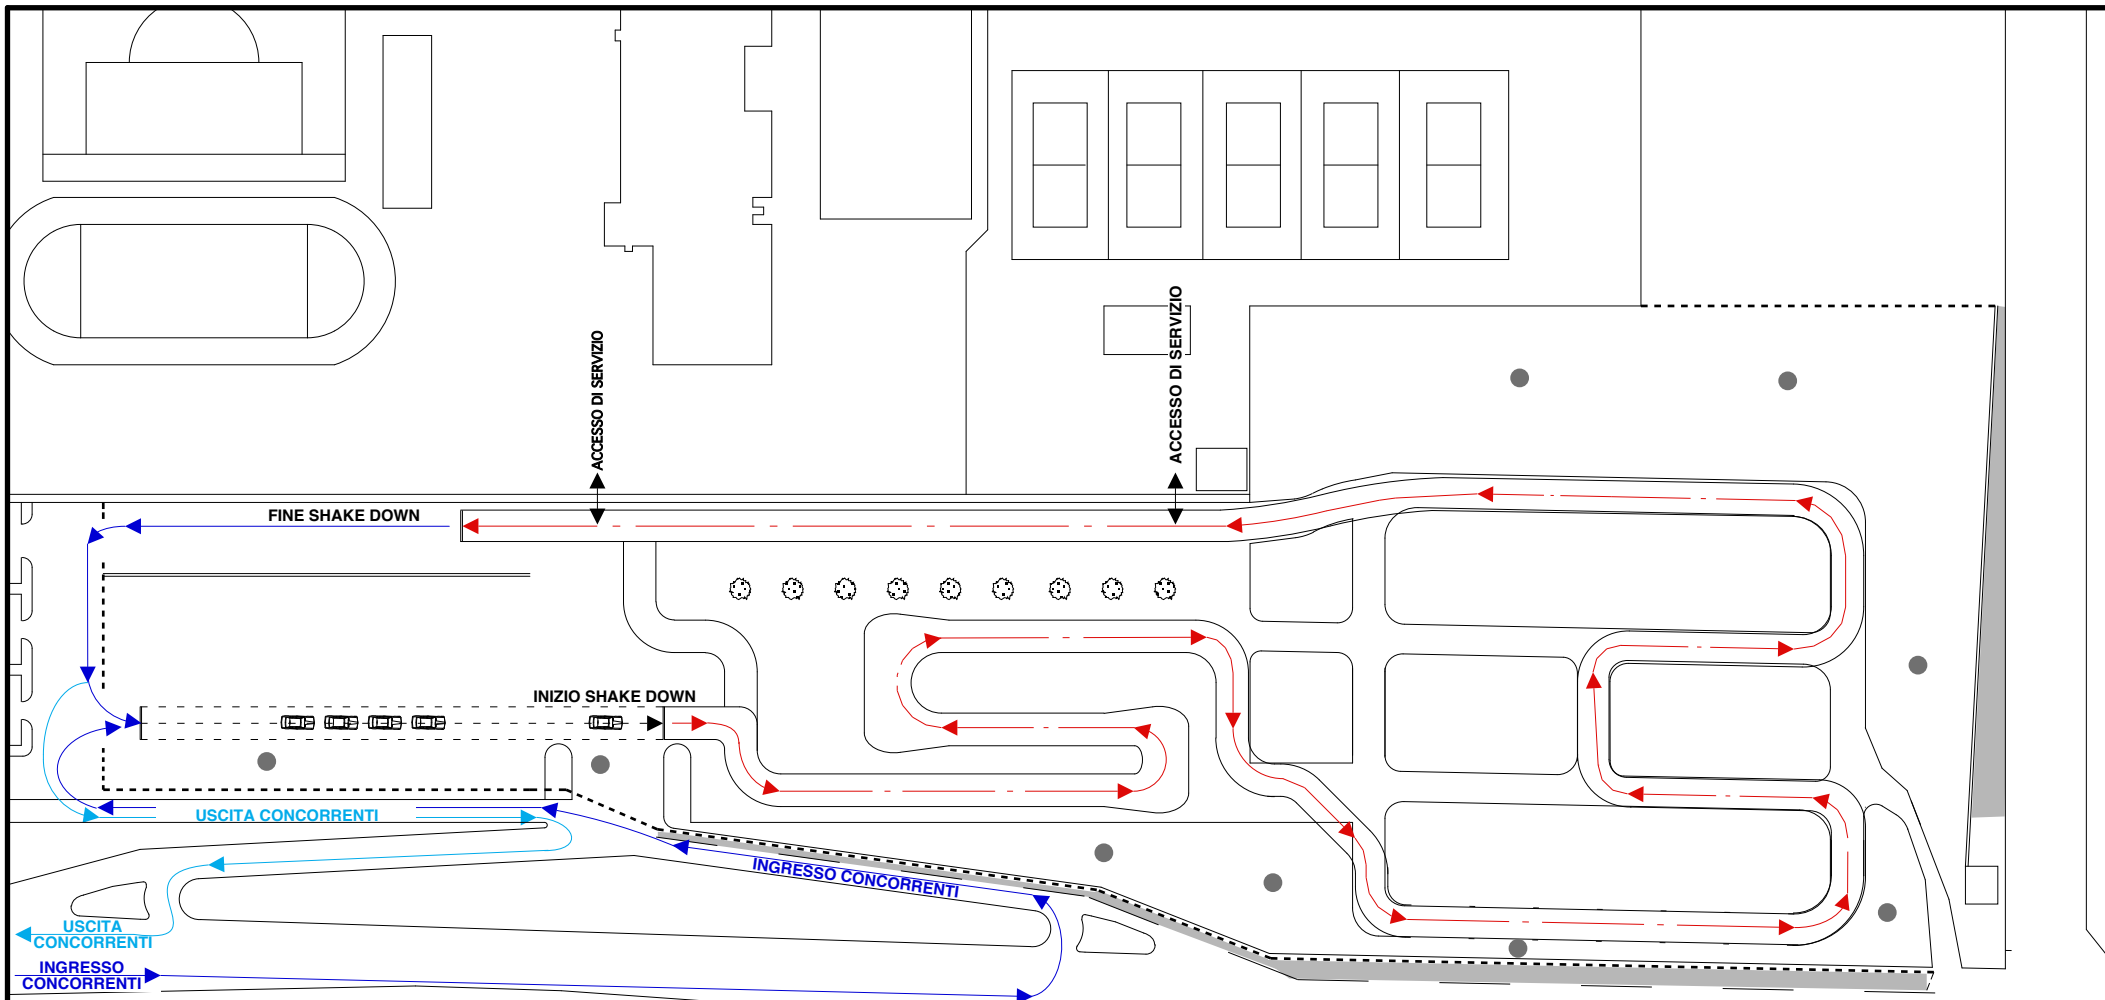 ACCESSO DI SERVIZIO
ACCESSO DI SERVIZIO
FINE SHAKE DOWN
INIZIO SHAKE DOWN
USCITA CONCORRENTI
INGRESSO CONCORRENTI
USCITA
CONCORRENTI
INGRESSO
CONCORRENTI